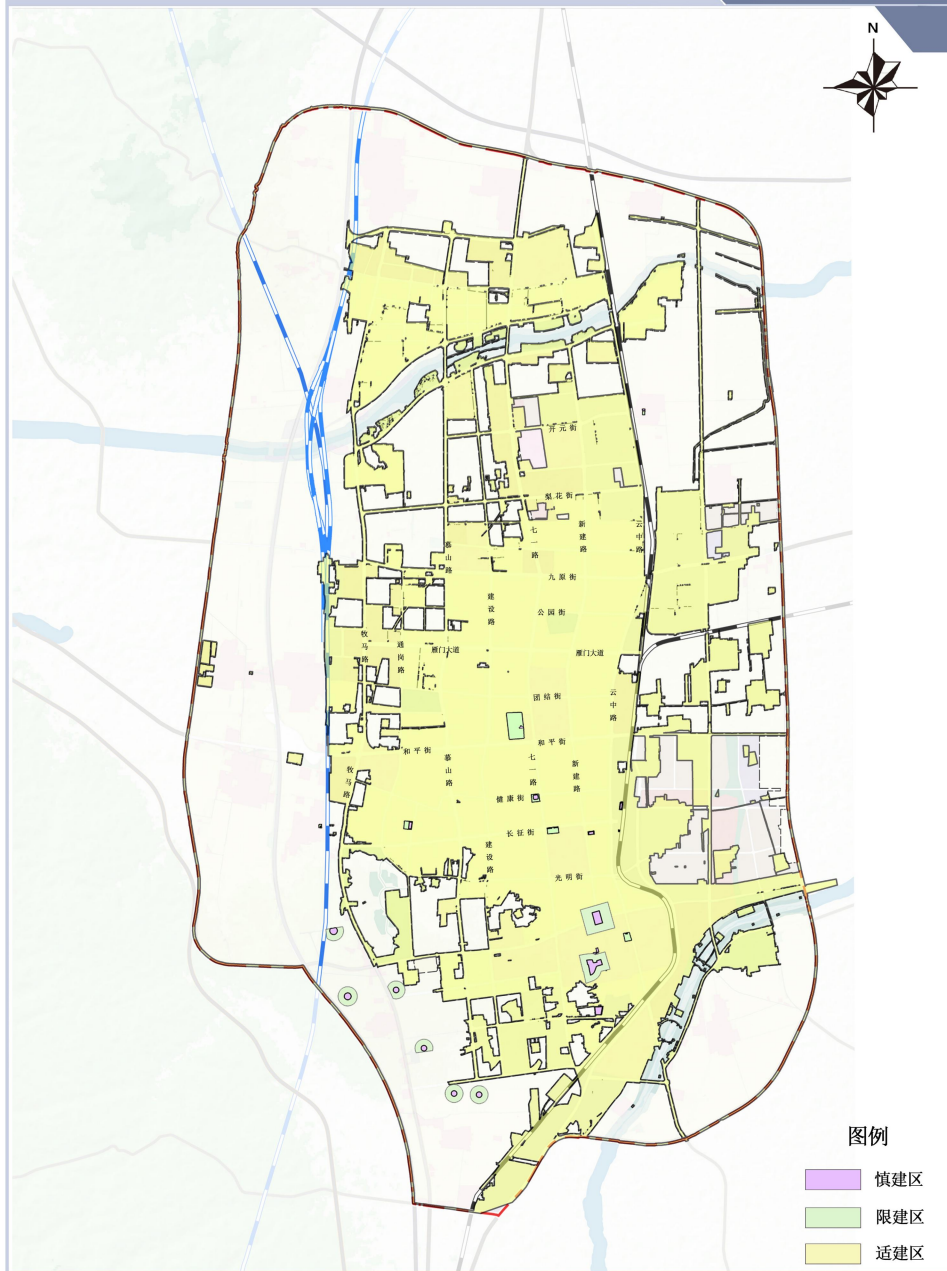 N
开元街
梨花街
七一路
新建路
云中路
慕山路
九原街
建设路
公园街
牧马路
通岗路
雁门大道
雁门大道
团结街
云中路
和平街
和平街
慕山路
七一路
新建路
牧马路
健康街
长征街
建设路
光明街
图例
慎建区
限建区
适建区